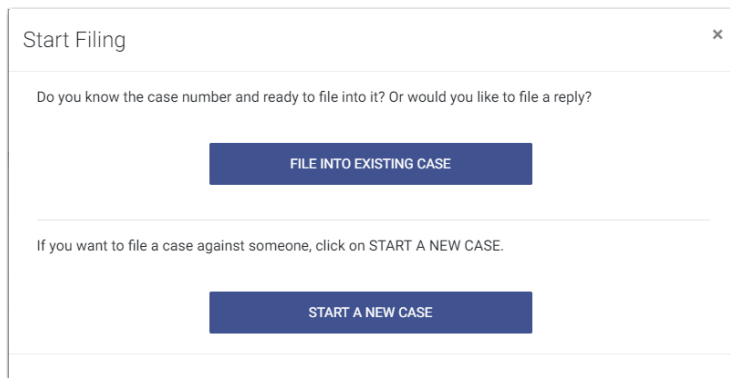 Start Filing
×
Do you know the case number and ready to file into it? Or would you like to file a reply?
FILE INTO EXISTING CASE
If you want to file a case against someone, click on START A NEW CASE.
START A NEW CASE